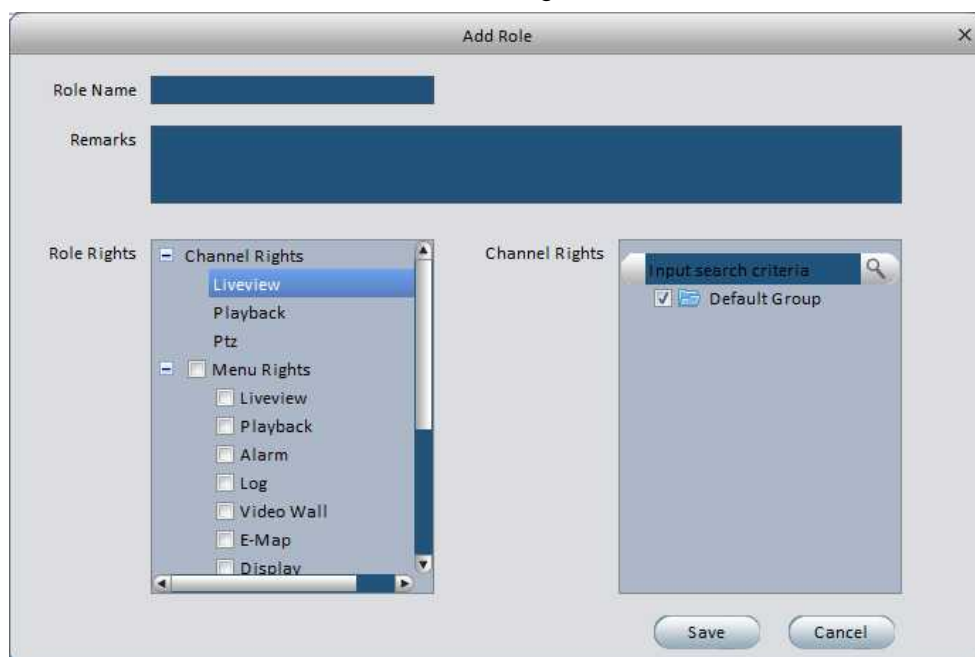 Add Role
Role Name
Remarks
Role Rights
Channel Rights
Liveview
Playback
Ptz
Menu Rights
Liveview
Playback
Alarm
Log
Video Wall
E-Map
Display
Channel Rights
Input search criteria
Default Group
Save
Cancel